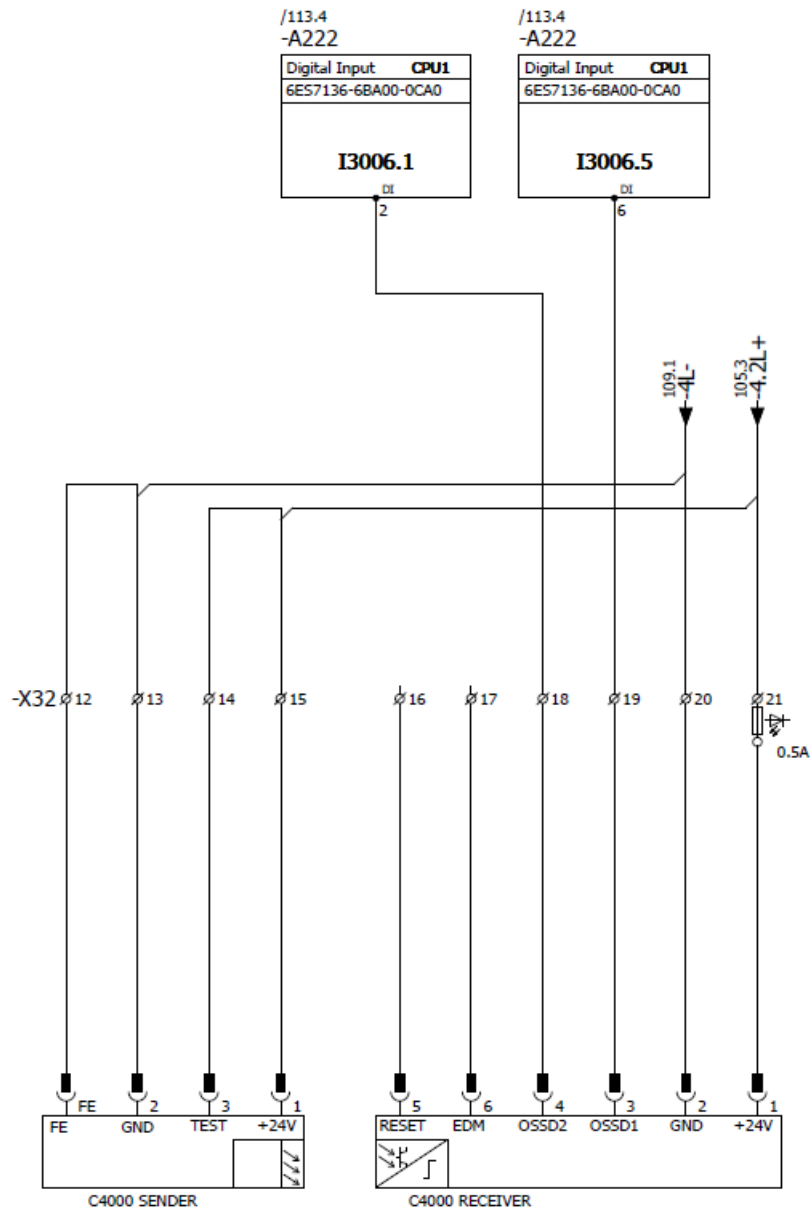 /113.4
-A222
Digital Input CPU1
6ES7136-6BA00-0CA0
I3006.1
DI
2
/113.4
-A222
Digital Input CPU1
6ES7136-6BA00-0CA0
I3006.5
DI
6
109.1
-4L-
105.3
-4.2L+
-X32 12 13 14 15 16 17 18 19 20 21
0.5A
FE 2 3 1 5 6 4 3 2 1
FE GND TEST +24V RESET EDM OSSD2 OSSD1 GND +24V
C4000 SENDER C4000 RECEIVER